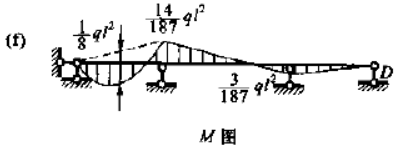 (f)
1/8 ql² 14/187 ql²
D
3/187 ql²
M 图